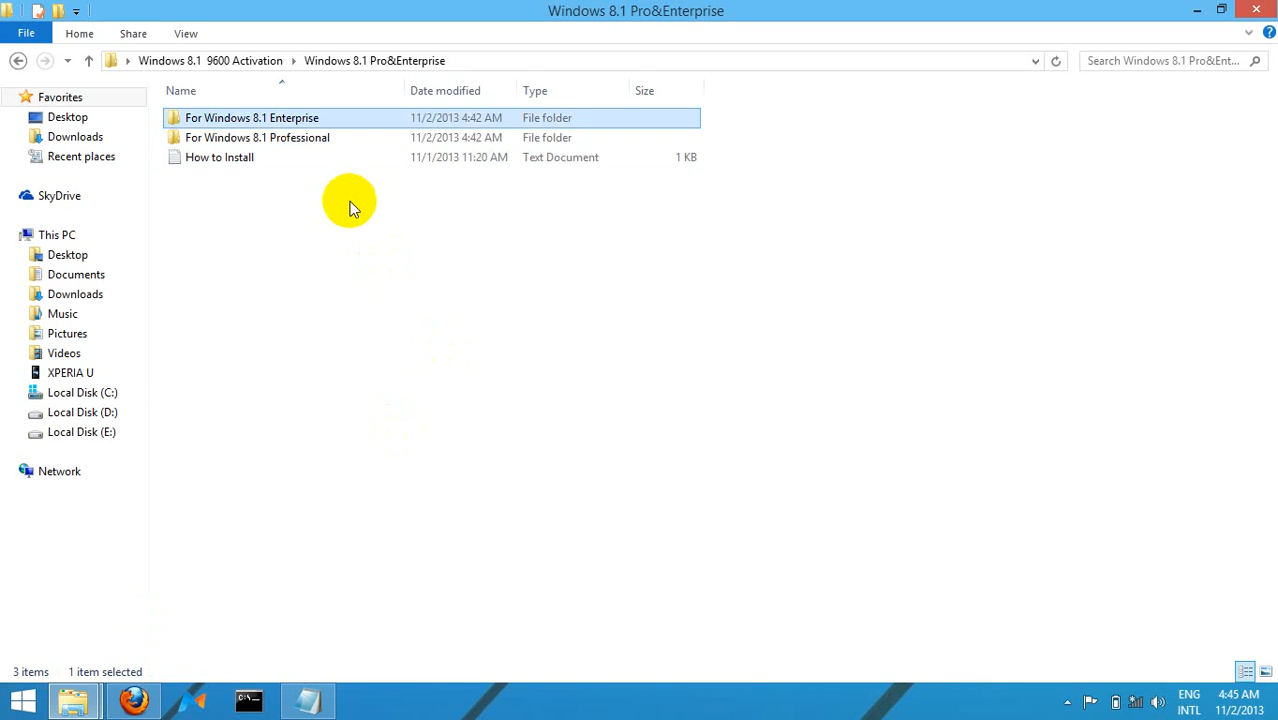 Windows 8.1 Pro&Enterprise
File Home Share View
Windows 8.1 9600 Activation Windows 8.1 Pro&Enterprise Search Windows 8.1 Pro&Ent...
Name Date modified Type Size
For Windows 8.1 Enterprise 11/2/2013 4:42 AM File folder
For Windows 8.1 Professional 11/2/2013 4:42 AM File folder
How to Install 11/1/2013 11:20 AM Text Document 1 KB
Favorites
Desktop
Downloads
Recent places
SkyDrive
This PC
Desktop
Documents
Downloads
Music
Pictures
Videos
XPERIA U
Local Disk (C:)
Local Disk (D:)
Local Disk (E:)
Network
3 items 1 item selected
ENG 4:45 AM
INTL 11/2/2013